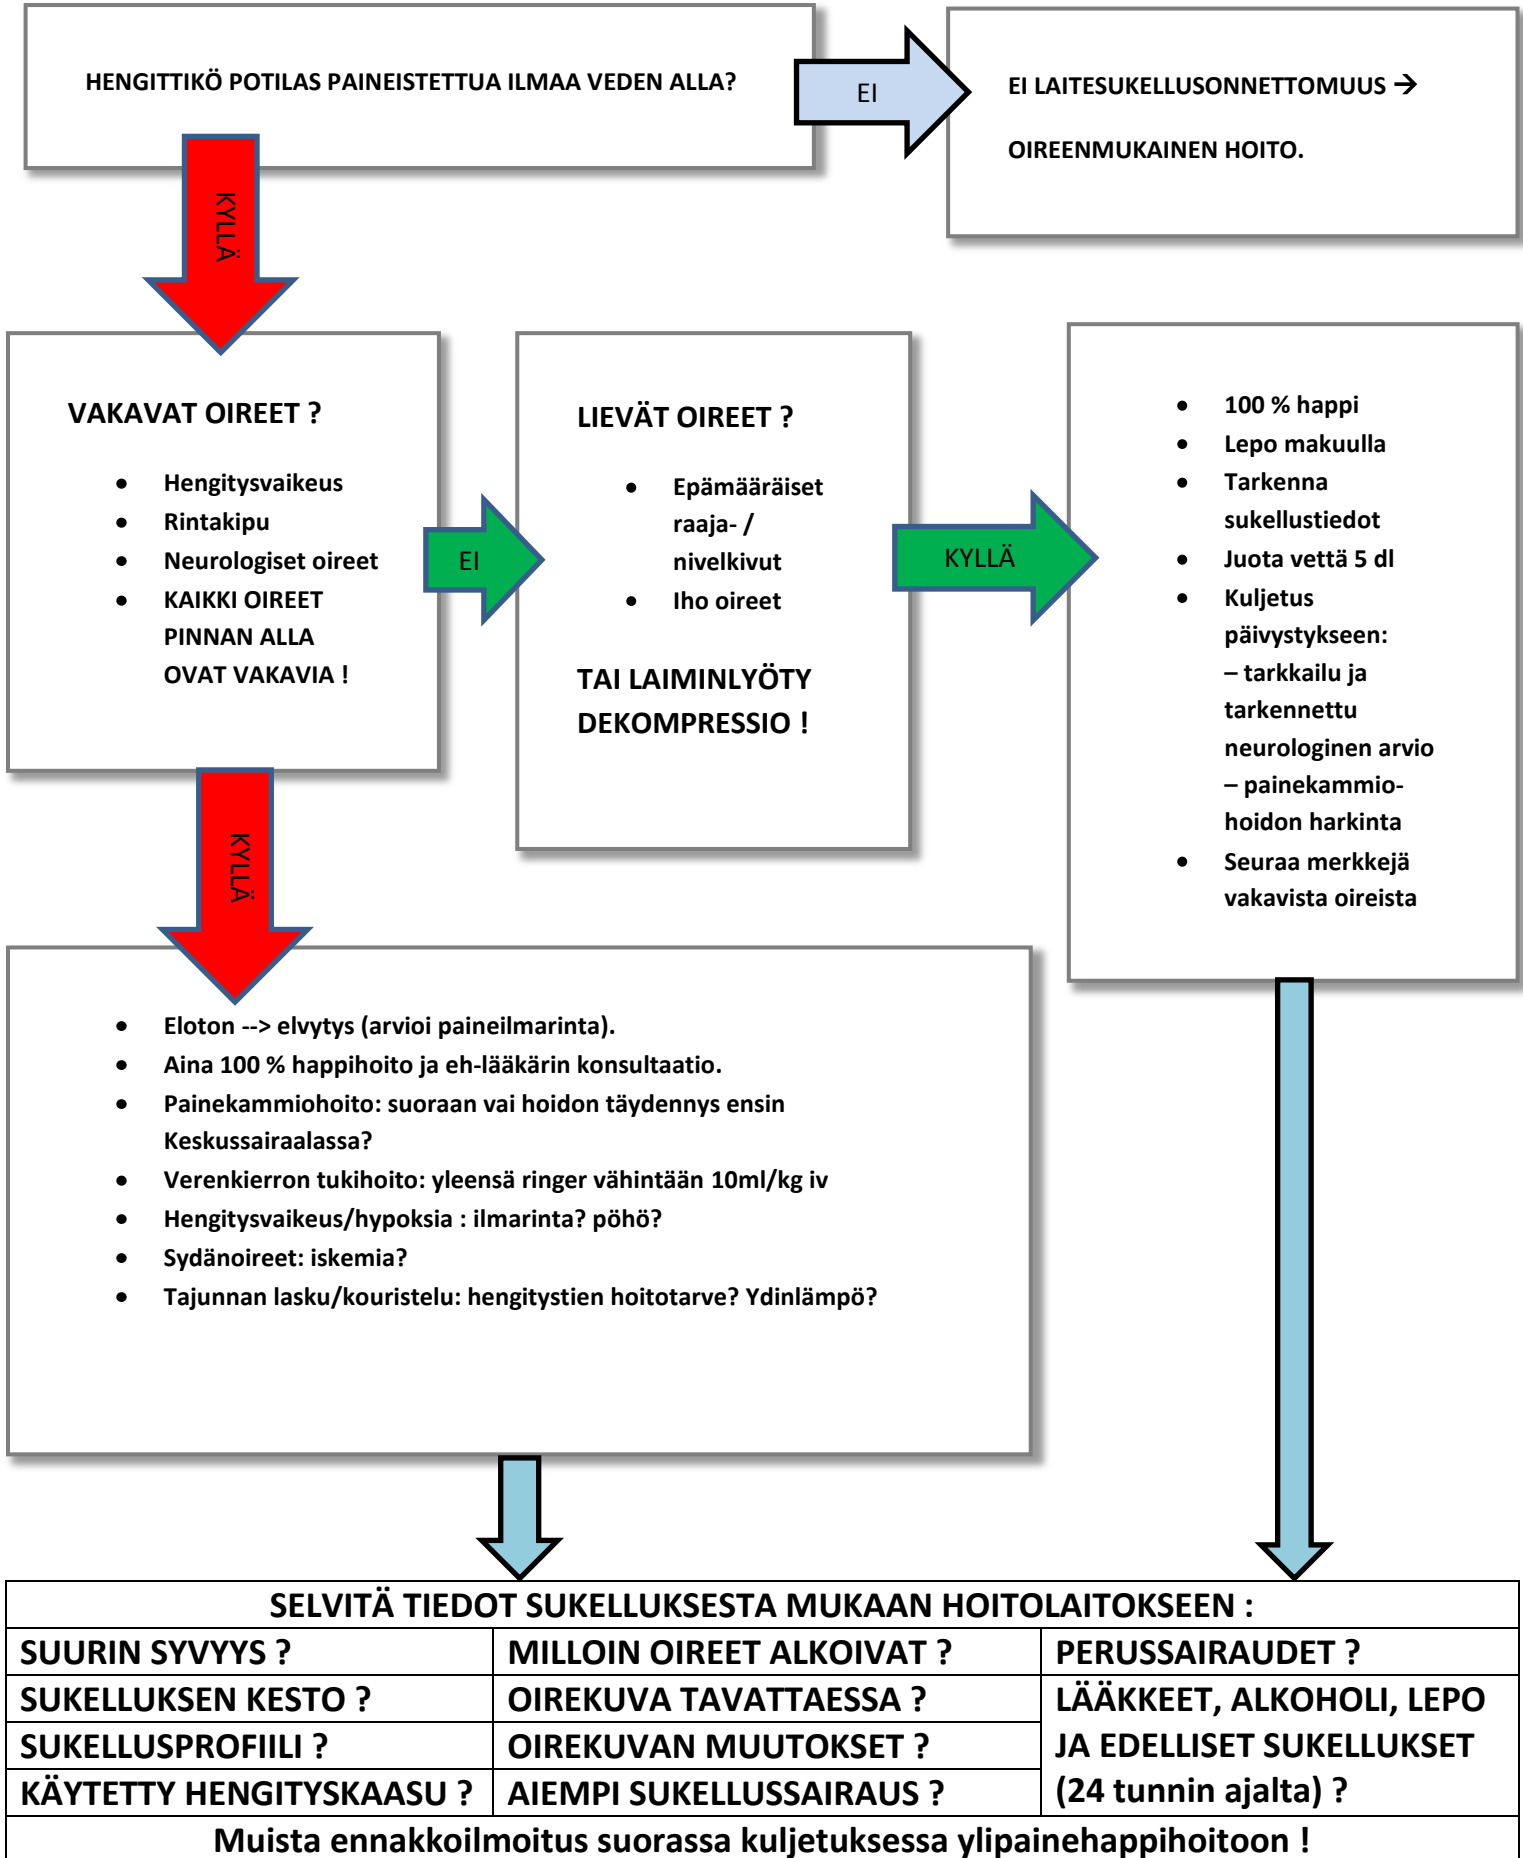 HENGITTIKÖ POTILAS PAINEISTETTUA ILMAA VEDEN ALLA?
EI
EI LAITESUKELLUSONNETTOMUUS →
OIREENMUKAINEN HOITO.
KYLLÄ
VAKAVAT OIREET ?
• Hengitysvaikeus
• Rintakipu
• Neurologiset oireet
• KAIKKI OIREET
PINNAN ALLA
OVAT VAKAVIA !
EI
LIEVÄT OIREET ?
• Epämääräiset
raaja- /
nivelkivut
• Iho oireet
TAI LAIMINLYÖTY
DEKOMPRESSIO !
KYLLÄ
• 100 % happi
• Lepo makuulla
• Tarkenna
sukellustiedot
• Juota vettä 5 dl
• Kuljetus
päivystykseen:
– tarkkailu ja
tarkennettu
neurologinen arvio
– painekammio-
hoidon harkinta
• Seuraa merkkejä
vakavista oireista
KYLLÄ
• Eloton --> elvytys (arvioi paineilmarinta).
• Aina 100 % happihoito ja eh-lääkärin konsultaatio.
• Painekammiohoito: suoraan vai hoidon täydennys ensin
Keskussairaalassa?
• Verenkierron tukihoito: yleensä ringer vähintään 10ml/kg iv
• Hengitysvaikeus/hypoksia : ilmarinta? pöhö?
• Sydänoireet: iskemia?
• Tajunnan lasku/kouristelu: hengitystien hoitotarve? Ydinlämpö?
SELVITÄ TIEDOT SUKELLUKSESTA MUKAAN HOITOLAITOKSEEN :
SUURIN SYVYYS ?
MILLOIN OIREET ALKOIVAT ?
PERUSSAIRAUDET ?
SUKELLUKSEN KESTO ?
OIREKUVA TAVATTAESSA ?
LÄÄKKEET, ALKOHOLI, LEPO
JA EDELLISET SUKELLUKSET
(24 tunnin ajalta) ?
SUKELLUSPROFIILI ?
OIREKUVAN MUUTOKSET ?
KÄYTETTY HENGITYSKAASU ?
AIEMPI SUKELLUSSAIRAUS ?
Muista ennakkoilmoitus suorassa kuljetuksessa ylipainehappihoitoon !